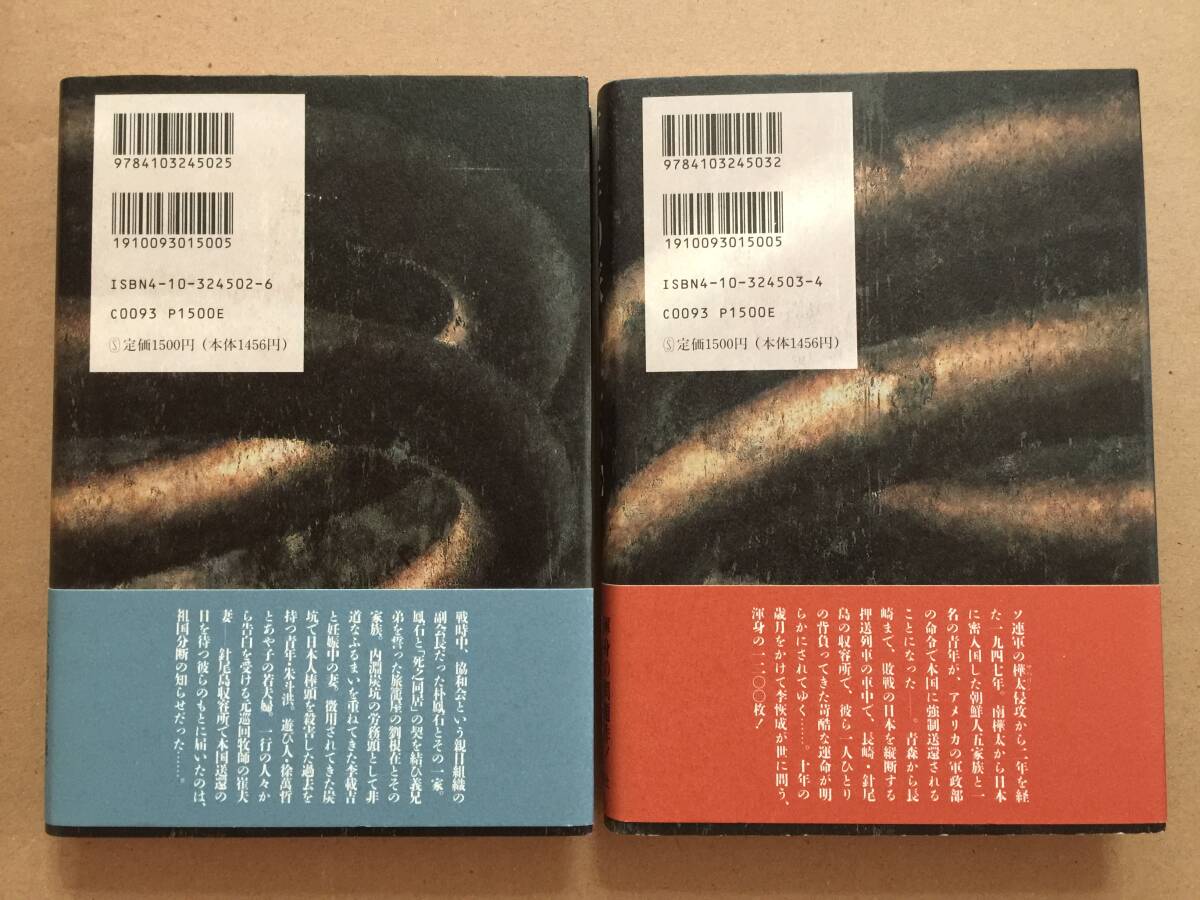 9784103245025
1910093015005
ISBN4-10-324502-6
C0093 P1500E
Ⓢ定価1500円（本体1456円）
戦時中、協和会という親日組織の
副会長だった朴鳳石とその一家。
鳳石と「死之同居」の契を結び義兄
弟を誓った旅籠屋の劉根在とその
家族。内淵炭坑の労務頭として非
道なふるまいを重ねてきた李載吉
と妊娠中の妻。徴用されてきた炭
坑で日本人棒頭を殺害した過去を
持つ青年・朱斗洪。遊び人・徐萬哲
とあや子の若夫婦。一行の人々か
ら告白を受ける元巡回牧師の崔夫
妻――針尾島収容所で本国送還の
日を待つ彼らのもとに届いたのは、
祖国分断の知らせだった……。
9784103245032
1910093015005
ISBN4-10-324503-4
C0093 P1500E
Ⓢ定価1500円（本体1456円）
ソ連軍の樺太侵攻から二年を経
た一九四七年。南樺太から日本
に密入国した朝鮮人五家族と一
名の青年が、アメリカの軍政部
の命令で本国に強制送還される
ことになった――。青森から長
崎まで、敗戦の日本を縦断する
押送列車の車中で、長崎・針尾
島の収容所で、彼ら一人ひとり
の背負ってきた苛酷な運命が明
らかにされてゆく……。十年の
歳月をかけて李恢成が世に問う、
渾身の一二〇〇枚！